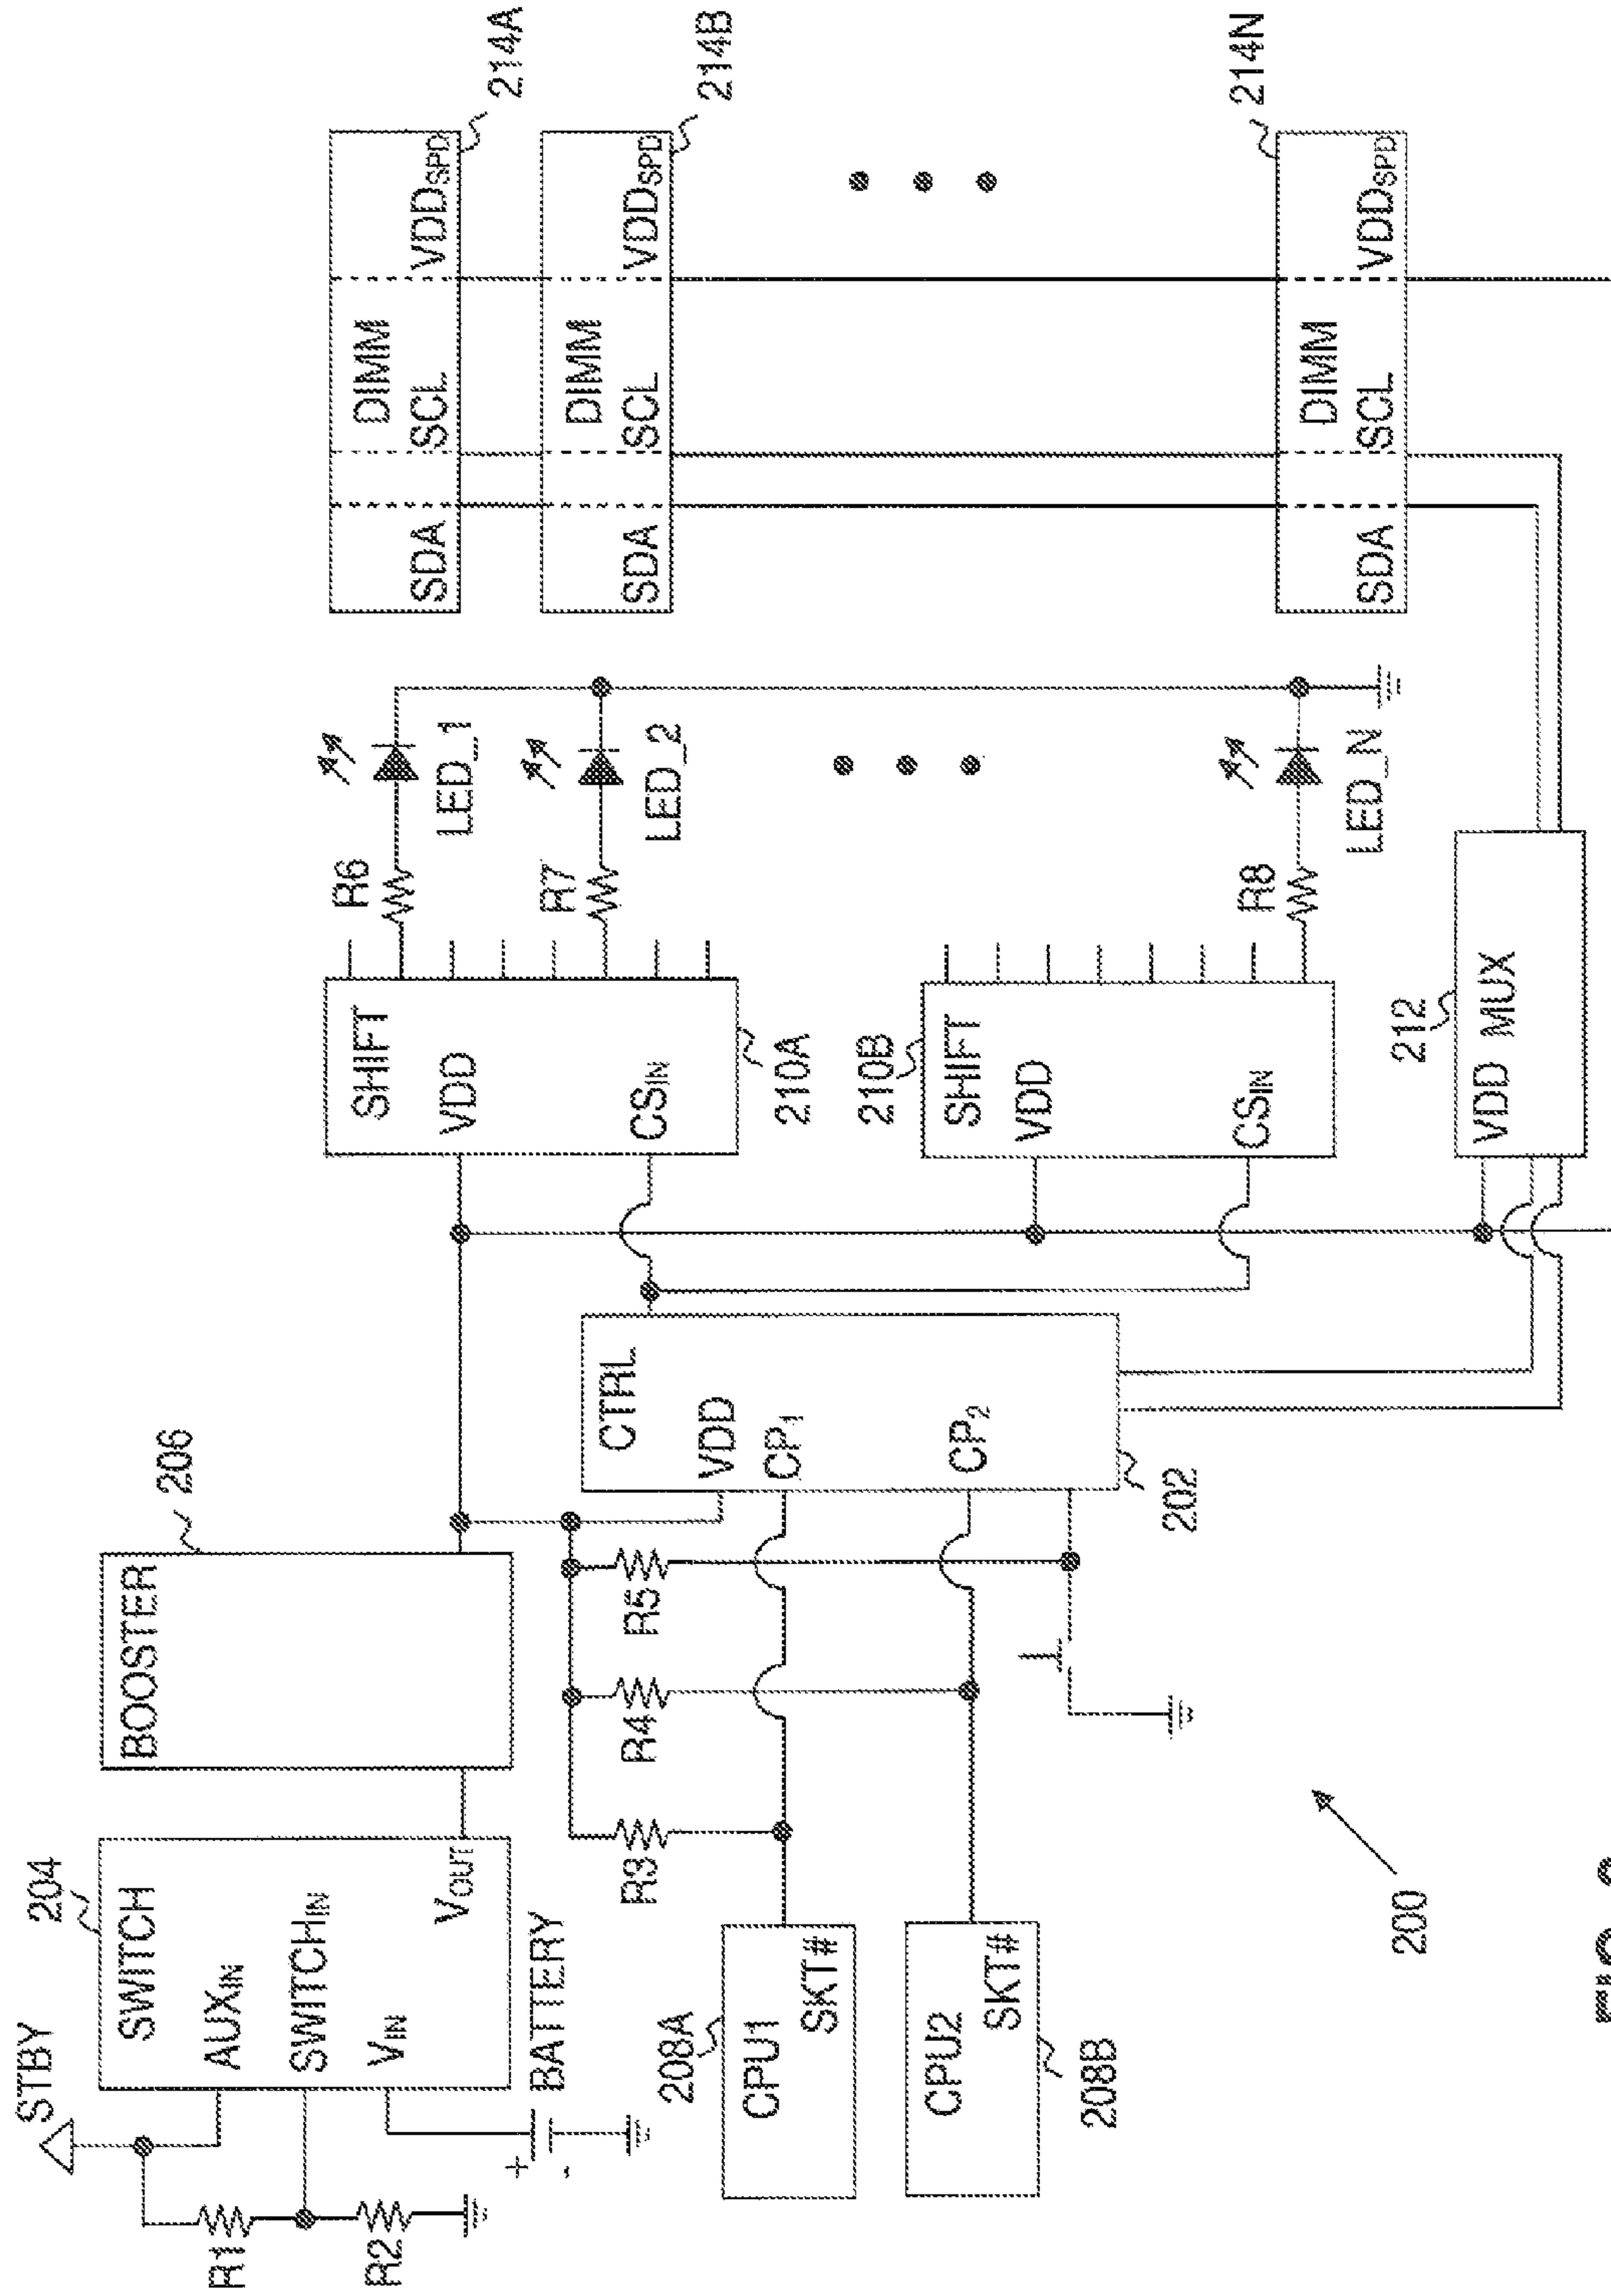 STBY
204
SWITCH
AUXIN
SWITCHIN
VIN
VOUT
R1
R2
BATTERY
+
-
206
BOOSTER
208A
CPU1
SKT#
CPU2
SKT#
208B
R3
R4
R5
CTRL
VDD
CP1
CP2
202
SHIFT
VDD
CSIN
210A
210B
SHIFT
VDD
CSIN
R6
LED_1
R7
LED_2
R8
LED_N
212
VDD MUX
DIMM
SDA SCL VDDSPD
214A
DIMM
SDA SCL VDDSPD
214B
DIMM
SDA SCL VDDSPD
214N
200